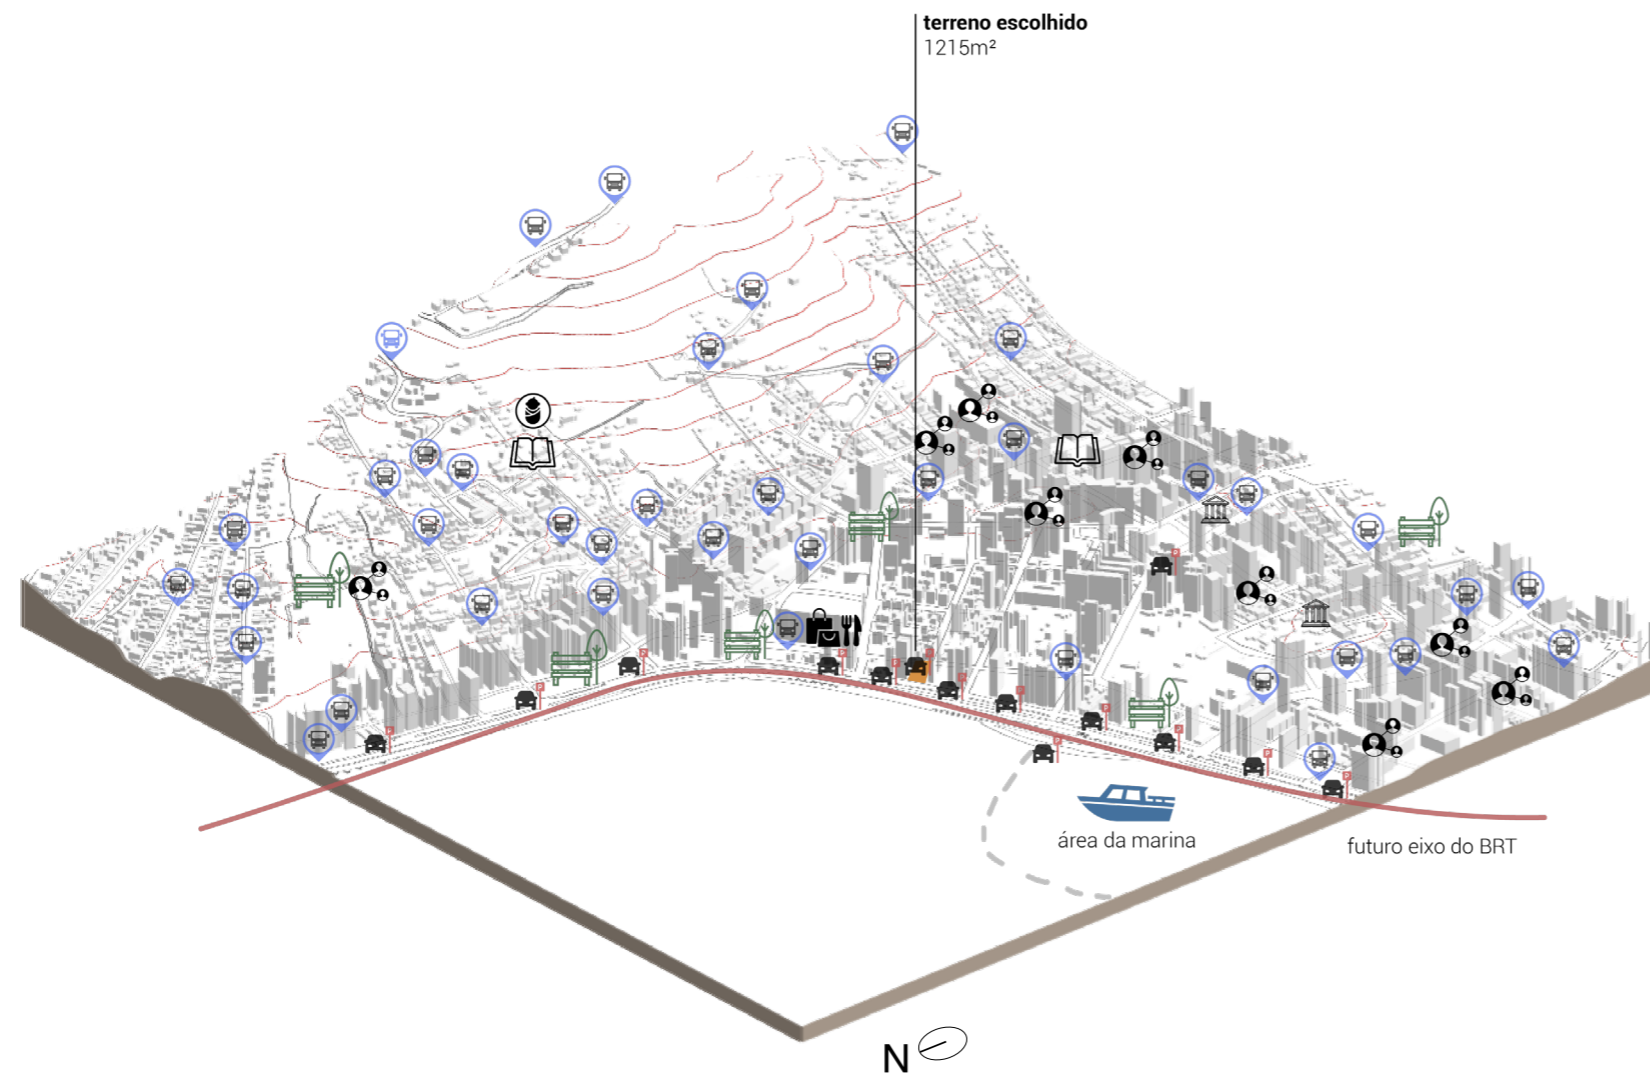 terreno escolhido
1215m²
área da marina
futuro eixo do BRT
N